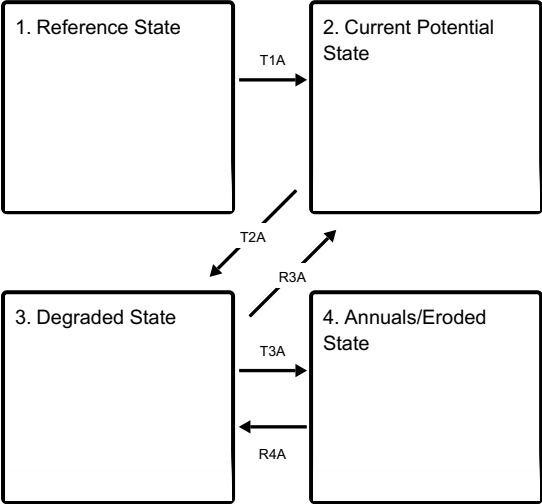 1. Reference State
2. Current Potential
State
T1A
T2A
R3A
3. Degraded State
4. Annuals/Eroded
State
T3A
R4A